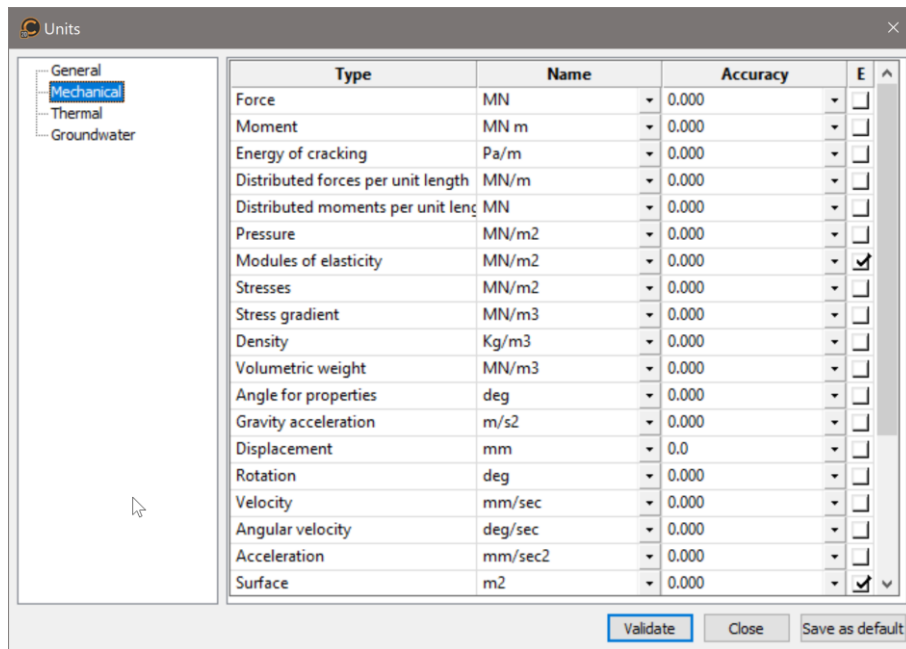 Units
General
Mechanical
Thermal
Groundwater
Type Name Accuracy E
Force MN 0.000
Moment MN m 0.000
Energy of cracking Pa/m 0.000
Distributed forces per unit length MN/m 0.000
Distributed moments per unit leng MN 0.000
Pressure MN/m2 0.000
Modules of elasticity MN/m2 0.000
Stresses MN/m2 0.000
Stress gradient MN/m3 0.000
Density Kg/m3 0.000
Volumetric weight MN/m3 0.000
Angle for properties deg 0.000
Gravity acceleration m/s2 0.000
Displacement mm 0.0
Rotation deg 0.000
Velocity mm/sec 0.000
Angular velocity deg/sec 0.000
Acceleration mm/sec2 0.000
Surface m2 0.000
Validate Close Save as default